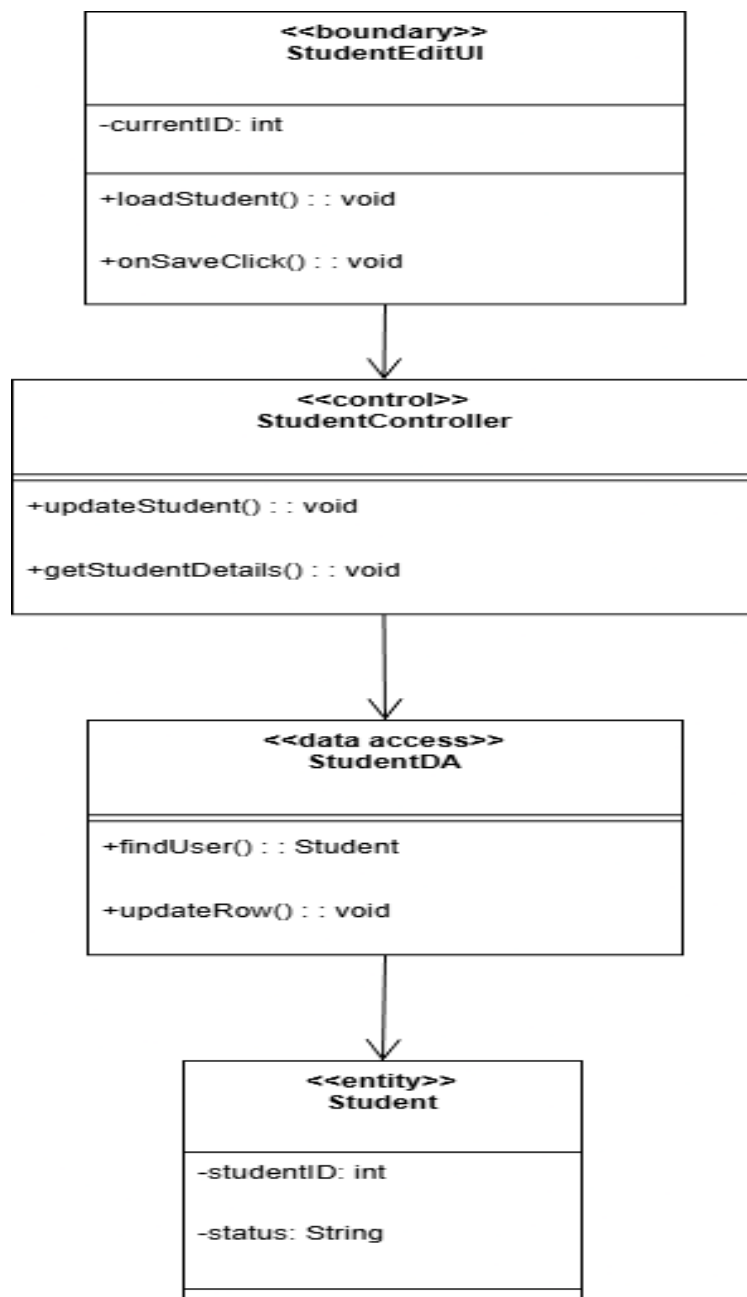 <<boundary>>
StudentEditUI
-currentID: int
+loadStudent() : : void
+onSaveClick() : : void
<<control>>
StudentController
+updateStudent() : : void
+getStudentDetails() : : void
<<data access>>
StudentDA
+findUser() : : Student
+updateRow() : : void
<<entity>>
Student
-studentID: int
-status: String